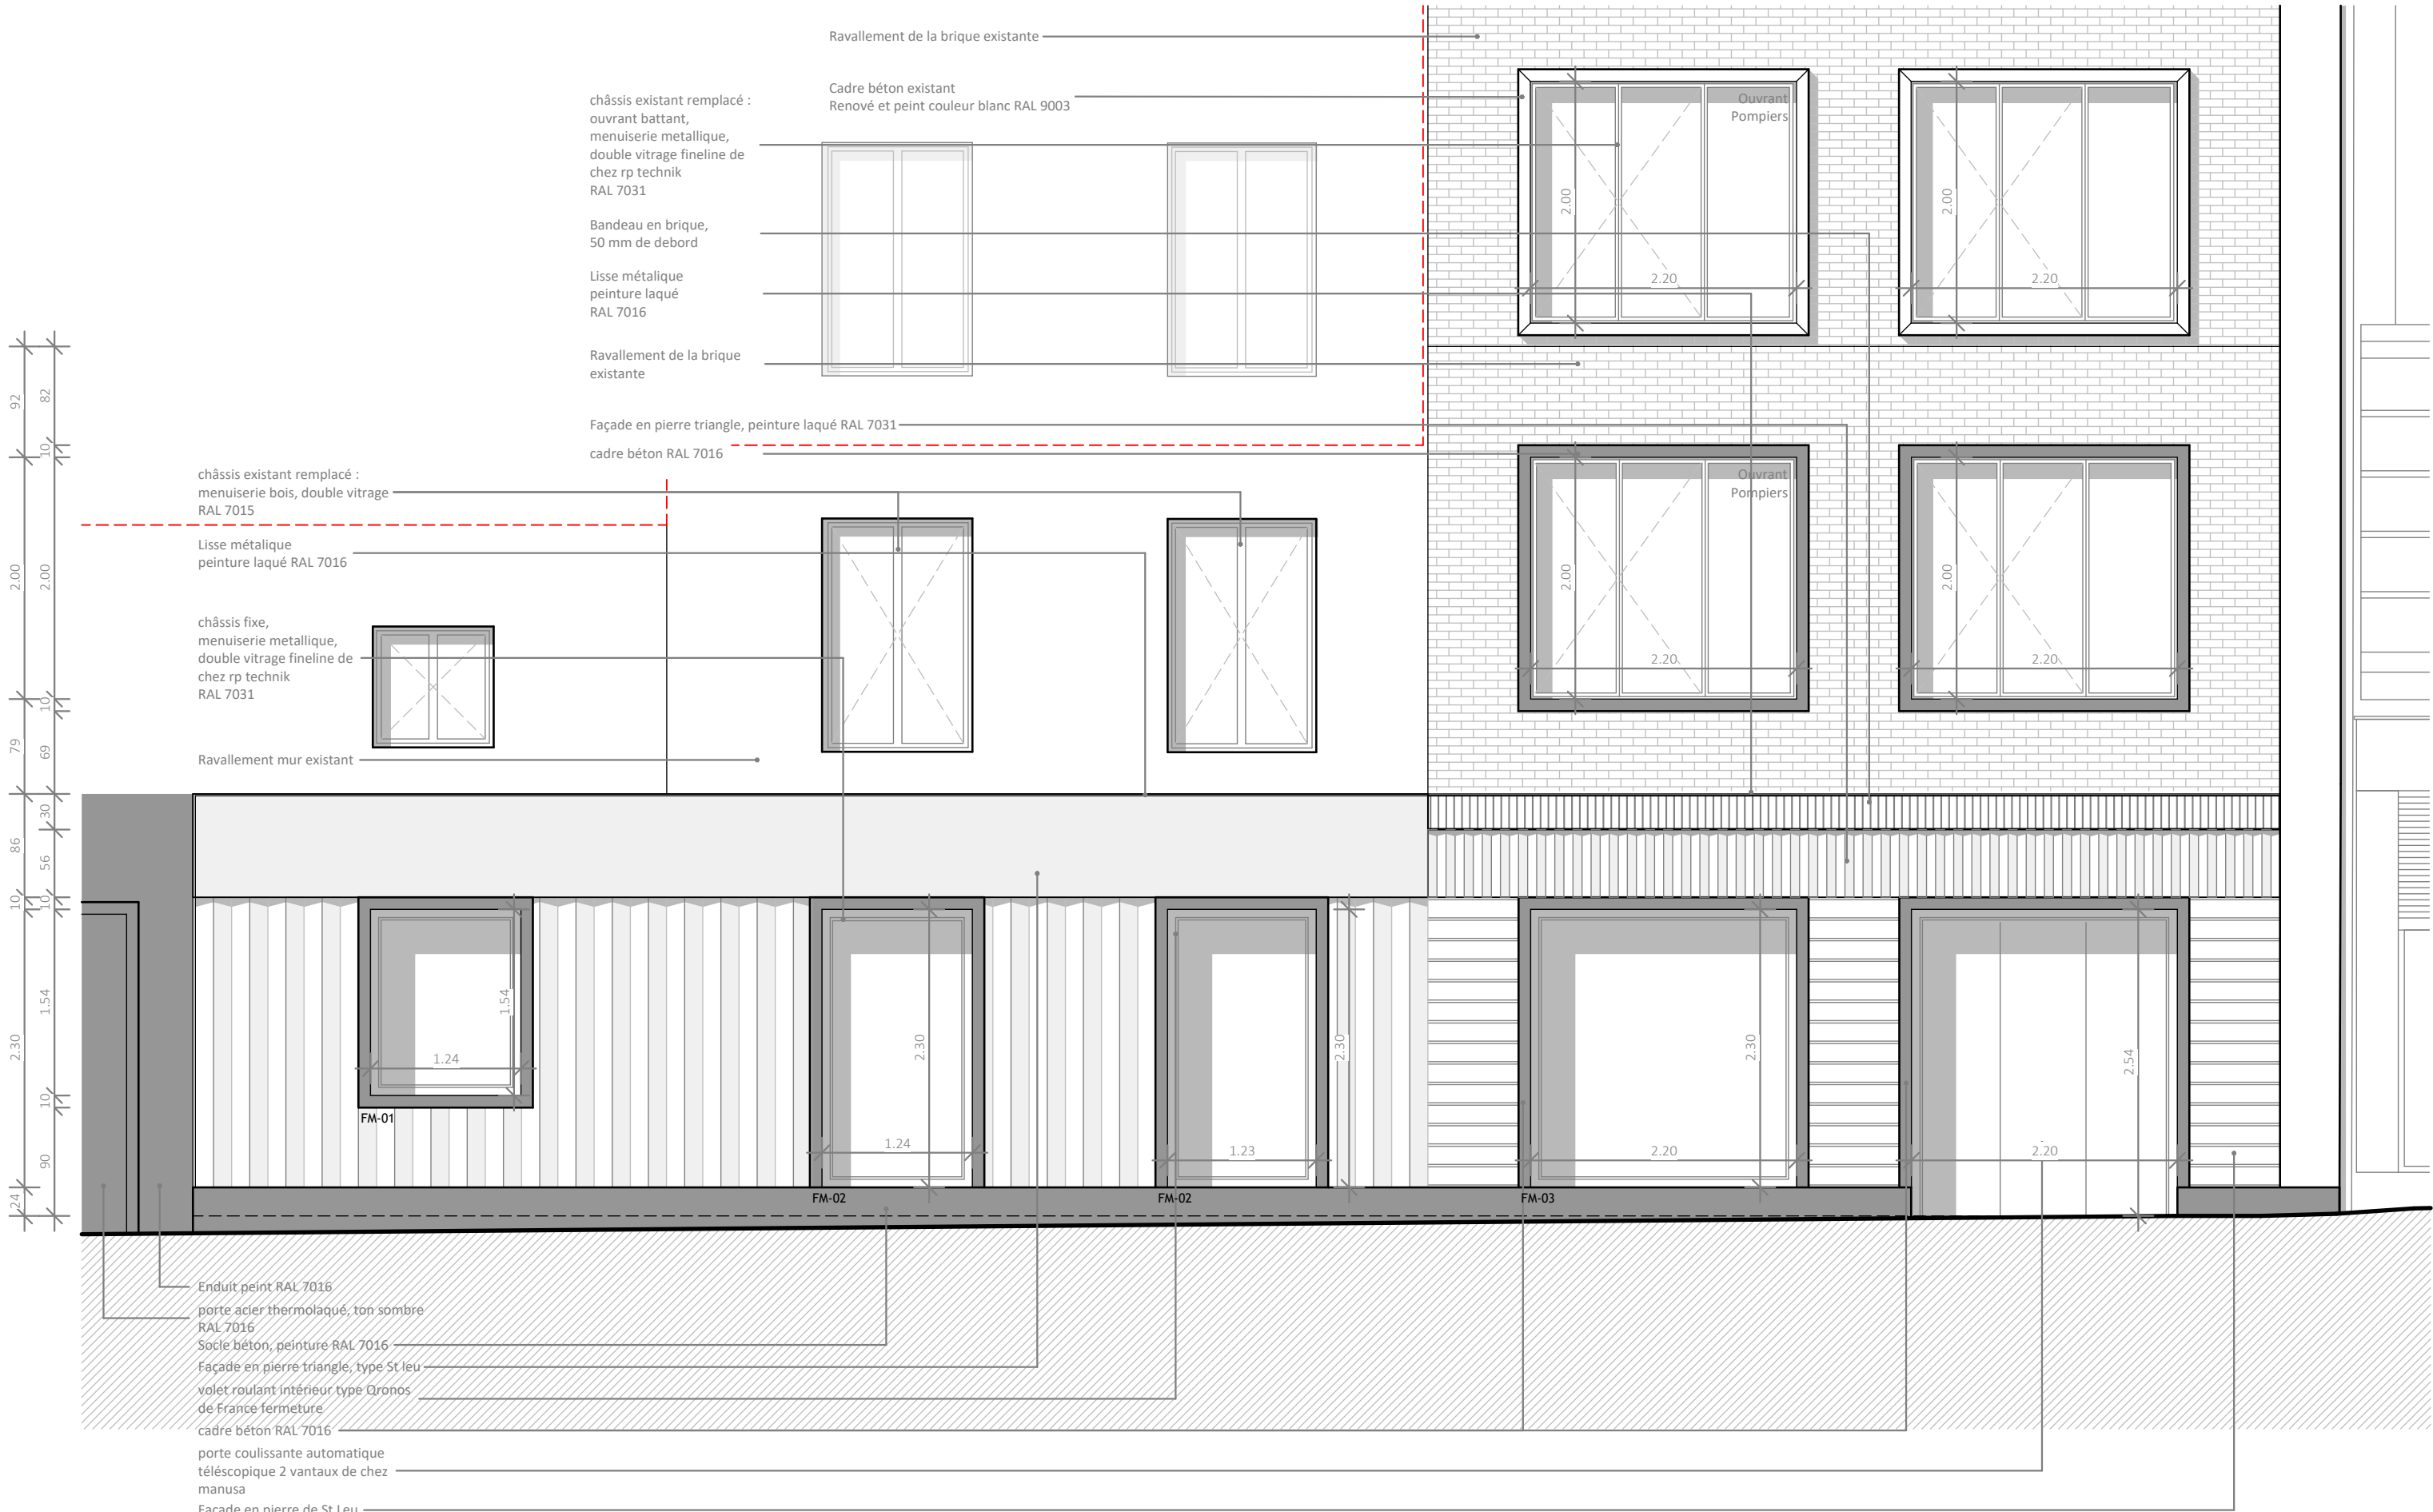 Ravallement de la brique existante
Cadre béton existant
Renové et peint couleur blanc RAL 9003
châssis existant remplacé :
ouvrant battant,
menuiserie metallique,
double vitrage fineline de
chez rp technik
RAL 7031
Bandeau en brique,
50 mm de debord
Lisse métalique
peinture laqué
RAL 7016
Ravallement de la brique
existante
Façade en pierre triangle, peinture laqué RAL 7031
cadre béton RAL 7016
châssis existant remplacé :
menuiserie bois, double vitrage
RAL 7015
Lisse métalique
peinture laqué RAL 7016
châssis fixe,
menuiserie metallique,
double vitrage fineline de
chez rp technik
RAL 7031
Ravallement mur existant
Ouvrant
Pompiers
2.00
2.20
2.00
2.20
Ouvrant
Pompiers
2.00
2.20
2.00
2.20
92
2.00
79
86
10
2.30
24
82
10
2.00
10
69
30
56
10
1.54
10
90
1.54
1.24
FM-01
2.30
1.24
FM-02
1.23
FM-02
2.30
2.30
2.20
FM-03
2.54
2.20
Enduit peint RAL 7016
porte acier thermolaqué, ton sombre
RAL 7016
Socle béton, peinture RAL 7016
Façade en pierre triangle, type St leu
volet roulant intérieur type Qronos
de France fermeture
cadre béton RAL 7016
porte coulissante automatique
téléscopique 2 vantaux de chez
manusa
Façade en pierre de St Leu